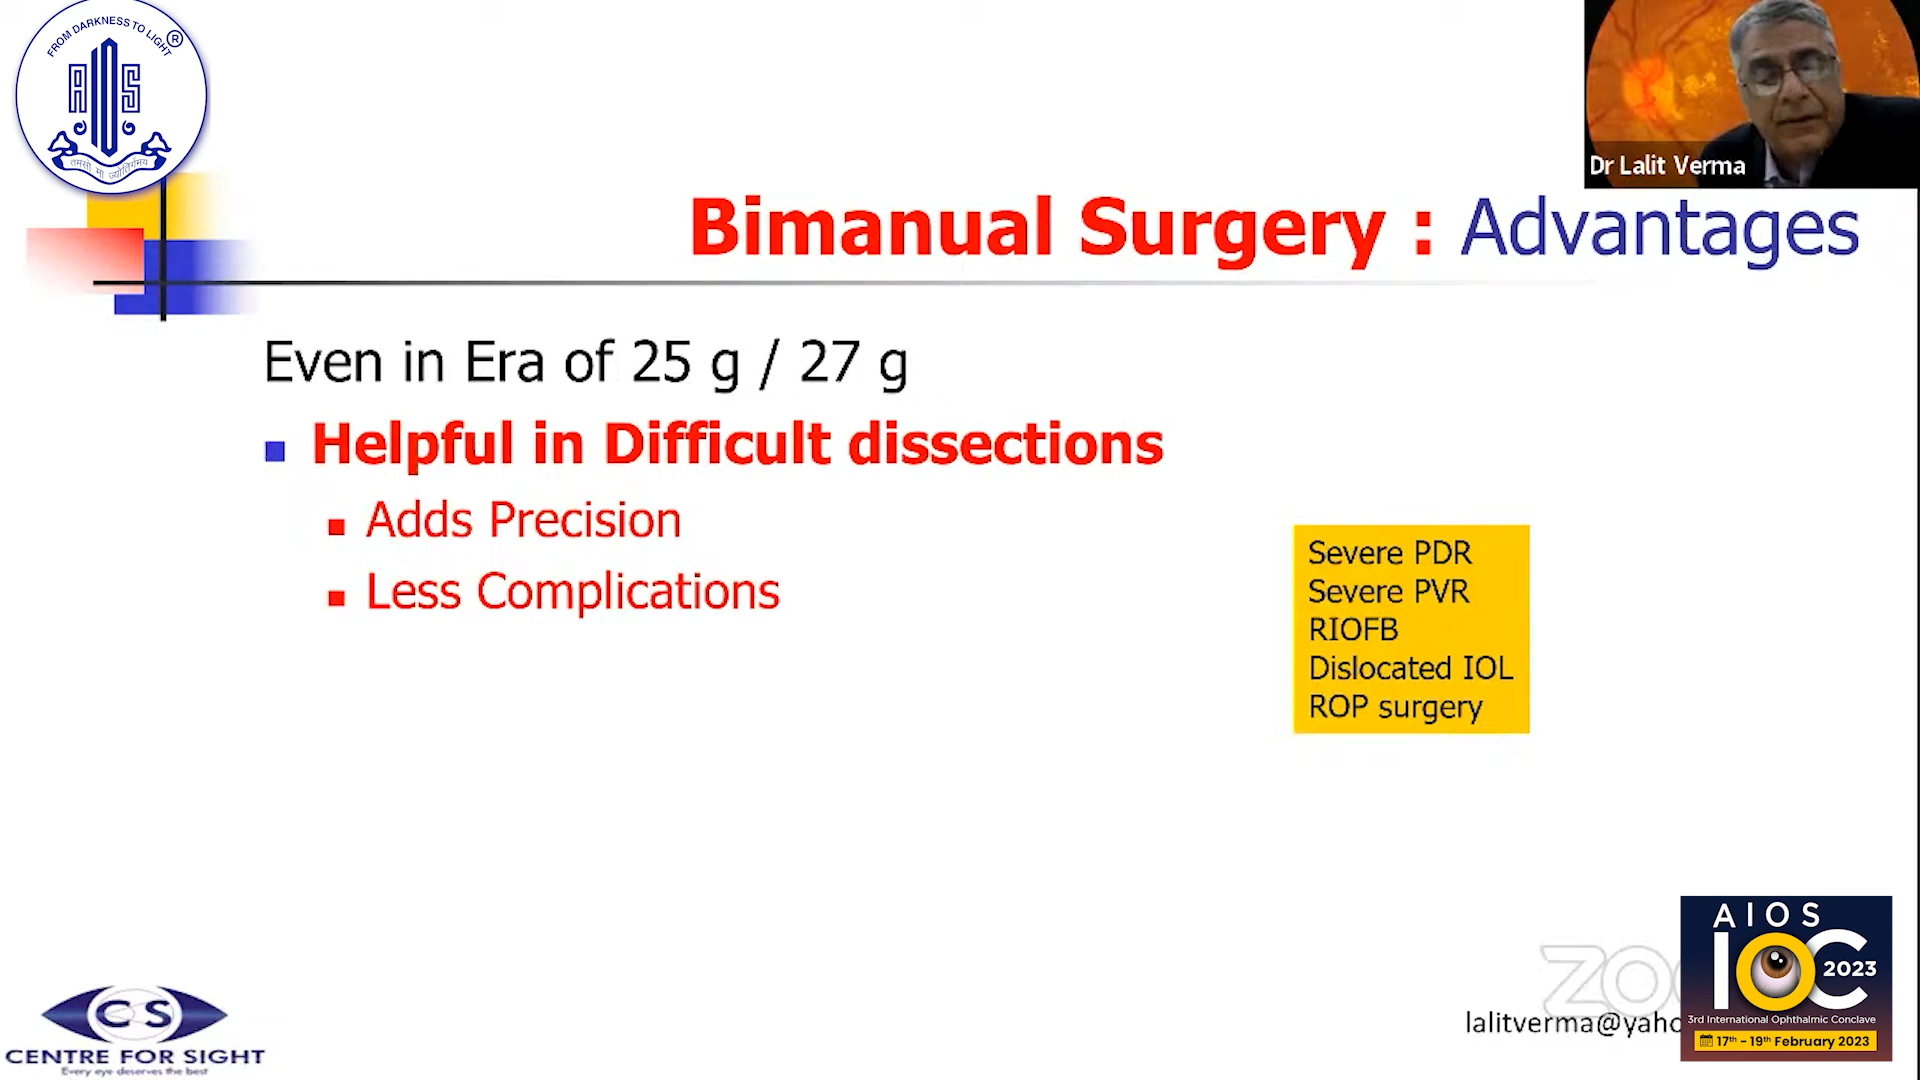 FROM DARKNESS TO LIGHT
®
AIOS
तमसो मा ज्योतिर्गमय
Dr Lalit Verma
Bimanual Surgery : Advantages
Even in Era of 25 g / 27 g
Helpful in Difficult dissections
Adds Precision
Less Complications
Severe PDR
Severe PVR
RIOFB
Dislocated IOL
ROP surgery
CS
CENTRE FOR SIGHT
Every eye deserves the best
lalitverma@yaho
AIOS
IOC 2023
3rd International Ophthalmic Conclave
17th - 19th February 2023